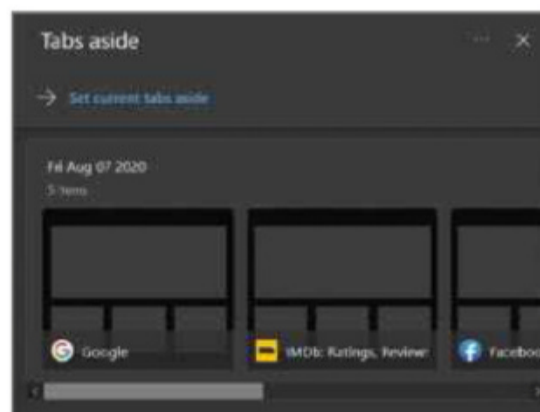 Tabs aside
Set current tabs aside
Fri Aug 07 2020
5 items
Google
IMDb: Ratings, Review
Faceboo